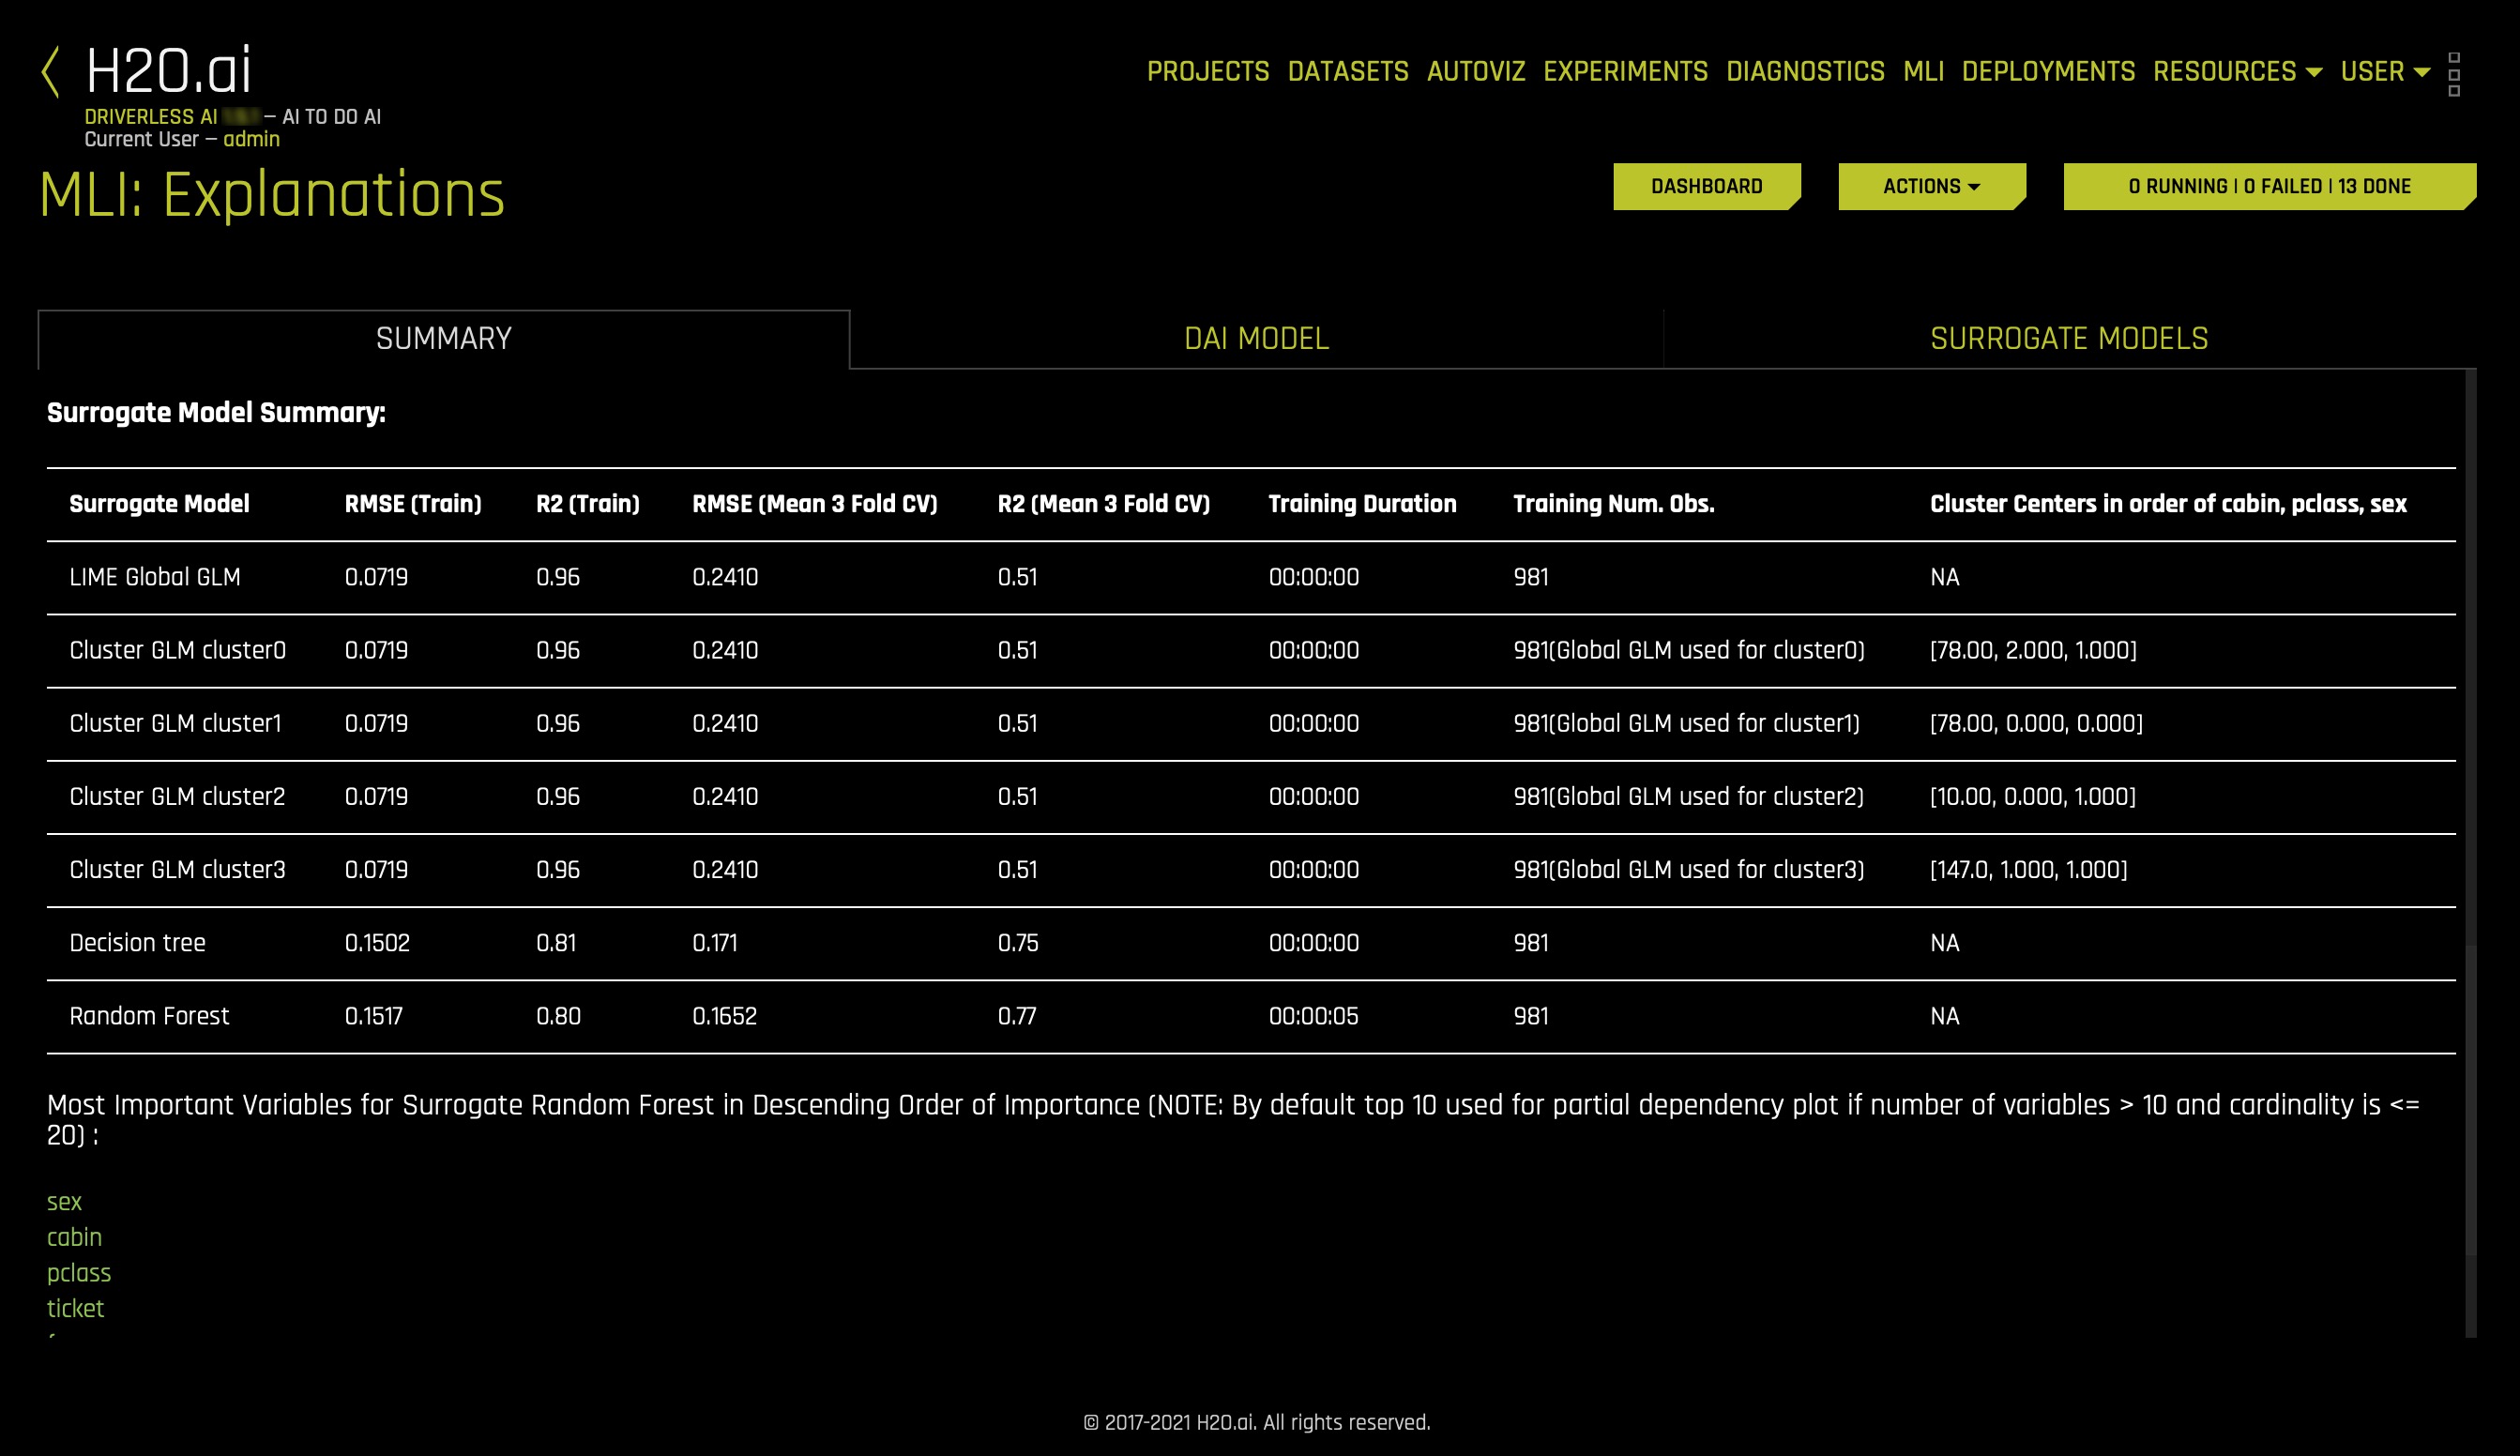 H2O.ai
DRIVERLESS AI — AI TO DO AI
Current User — admin
PROJECTS DATASETS AUTOVIZ EXPERIMENTS DIAGNOSTICS MLI DEPLOYMENTS RESOURCES USER
MLI: Explanations
DASHBOARD ACTIONS 0 RUNNING | 0 FAILED | 13 DONE
SUMMARY DAI MODEL SURROGATE MODELS
Surrogate Model Summary:
Surrogate Model RMSE (Train) R2 (Train) RMSE (Mean 3 Fold CV) R2 (Mean 3 Fold CV) Training Duration Training Num. Obs. Cluster Centers in order of cabin, pclass, sex
LIME Global GLM 0.0719 0.96 0.2410 0.51 00:00:00 981 NA
Cluster GLM cluster0 0.0719 0.96 0.2410 0.51 00:00:00 981(Global GLM used for cluster0) [78.00, 2.000, 1.000]
Cluster GLM cluster1 0.0719 0.96 0.2410 0.51 00:00:00 981(Global GLM used for cluster1) [78.00, 0.000, 0.000]
Cluster GLM cluster2 0.0719 0.96 0.2410 0.51 00:00:00 981(Global GLM used for cluster2) [10.00, 0.000, 1.000]
Cluster GLM cluster3 0.0719 0.96 0.2410 0.51 00:00:00 981(Global GLM used for cluster3) [147.0, 1.000, 1.000]
Decision tree 0.1502 0.81 0.171 0.75 00:00:00 981 NA
Random Forest 0.1517 0.80 0.1652 0.77 00:00:05 981 NA
Most Important Variables for Surrogate Random Forest in Descending Order of Importance (NOTE: By default top 10 used for partial dependency plot if number of variables > 10 and cardinality is <=
20) :
sex
cabin
pclass
ticket
© 2017-2021 H2O.ai. All rights reserved.